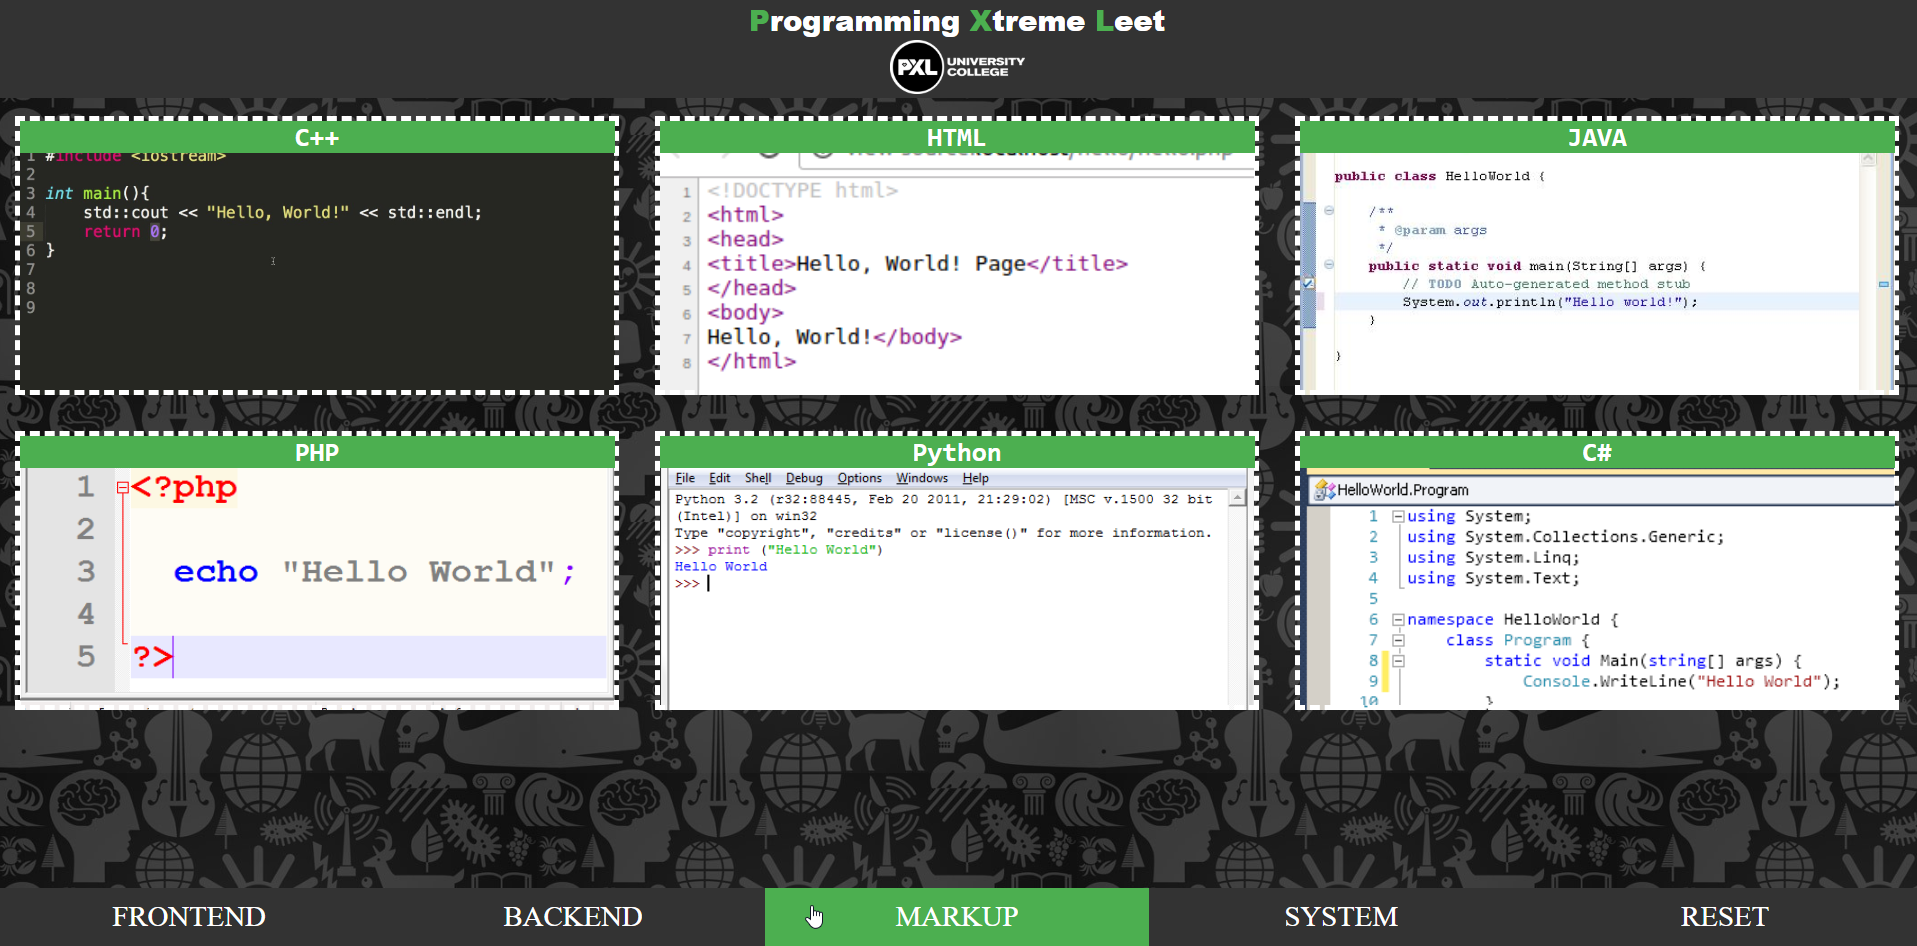 Programming Xtreme Leet
PXL UNIVERSITY
COLLEGE
C++
1 #include <iostream>
2
3 int main(){
4 std::cout << "Hello, World!" << std::endl;
5 return 0;
6 }
7
8
9
HTML
1 <!DOCTYPE html>
2 <html>
3 <head>
4 <title>Hello, World! Page</title>
5 </head>
6 <body>
7 Hello, World!</body>
8 </html>
JAVA
public class HelloWorld {
/**
* @param args
*/
public static void main(String[] args) {
// TODO Auto-generated method stub
System.out.println("Hello world!");
}
}
PHP
1 <?php
2
3 echo "Hello World";
4
5 ?>
Python
File Edit Shell Debug Options Windows Help
Python 3.2 (r32:88445, Feb 20 2011, 21:29:02) [MSC v.1500 32 bit
(Intel)] on win32
Type "copyright", "credits" or "license()" for more information.
>>> print ("Hello World")
Hello World
>>>
C#
HelloWorld.Program
1 using System;
2 using System.Collections.Generic;
3 using System.Linq;
4 using System.Text;
5
6 namespace HelloWorld {
7 class Program {
8 static void Main(string[] args) {
9 Console.WriteLine("Hello World");
10 }
FRONTEND BACKEND MARKUP SYSTEM RESET